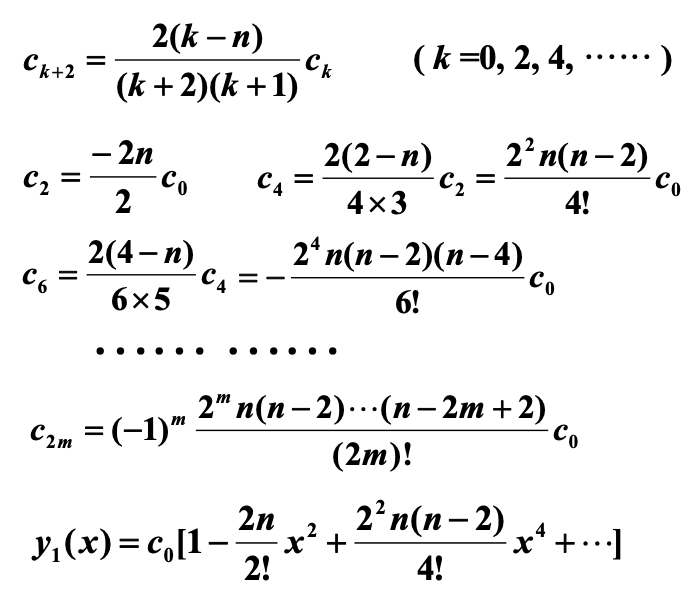 c_{k+2} = \frac{2(k-n)}{(k+2)(k+1)} c_k ( k =0, 2, 4, ⋯⋯ )
c_2 = \frac{-2n}{2} c_0 c_4 = \frac{2(2-n)}{4×3} c_2 = \frac{2^2 n(n-2)}{4!} c_0
c_6 = \frac{2(4-n)}{6×5} c_4 = -\frac{2^4 n(n-2)(n-4)}{6!} c_0
⋯⋯ ⋯⋯
c_{2m} = (-1)^m \frac{2^m n(n-2)⋯(n-2m+2)}{(2m)!} c_0
y_1(x) = c_0[1 - \frac{2n}{2!} x^2 + \frac{2^2 n(n-2)}{4!} x^4 + ⋯]